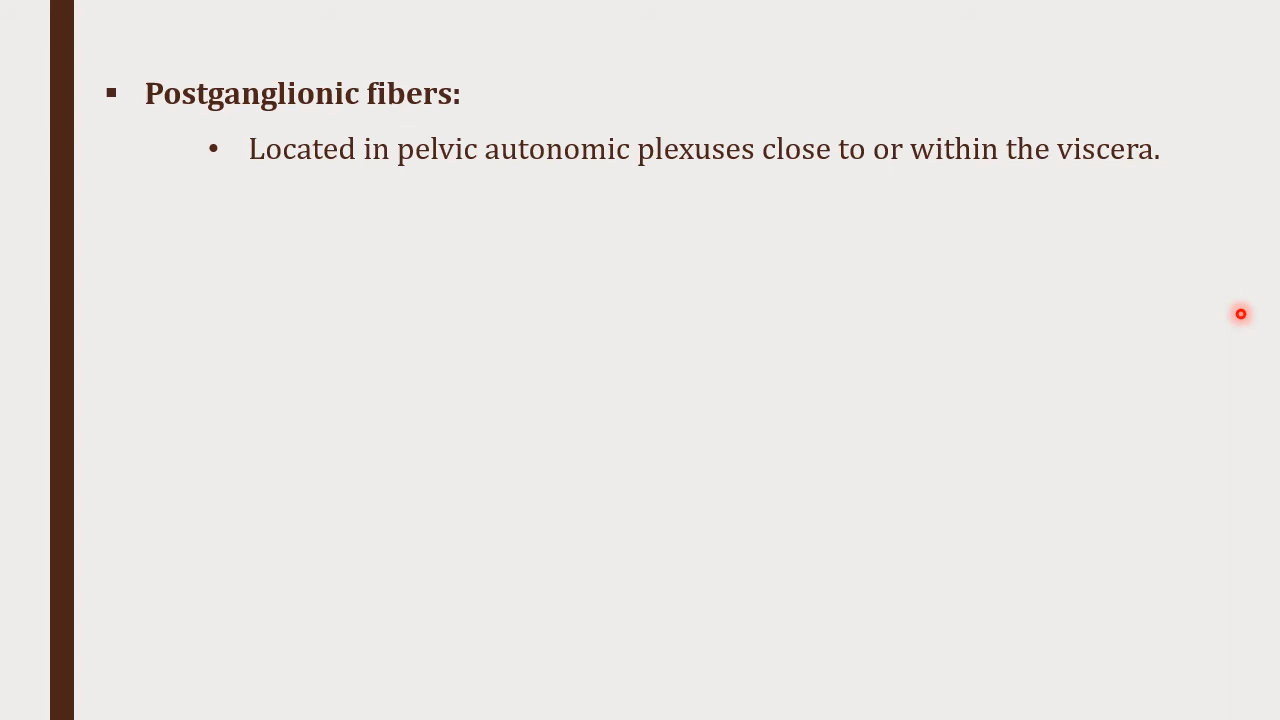 ▪ Postganglionic fibers:
• Located in pelvic autonomic plexuses close to or within the viscera.